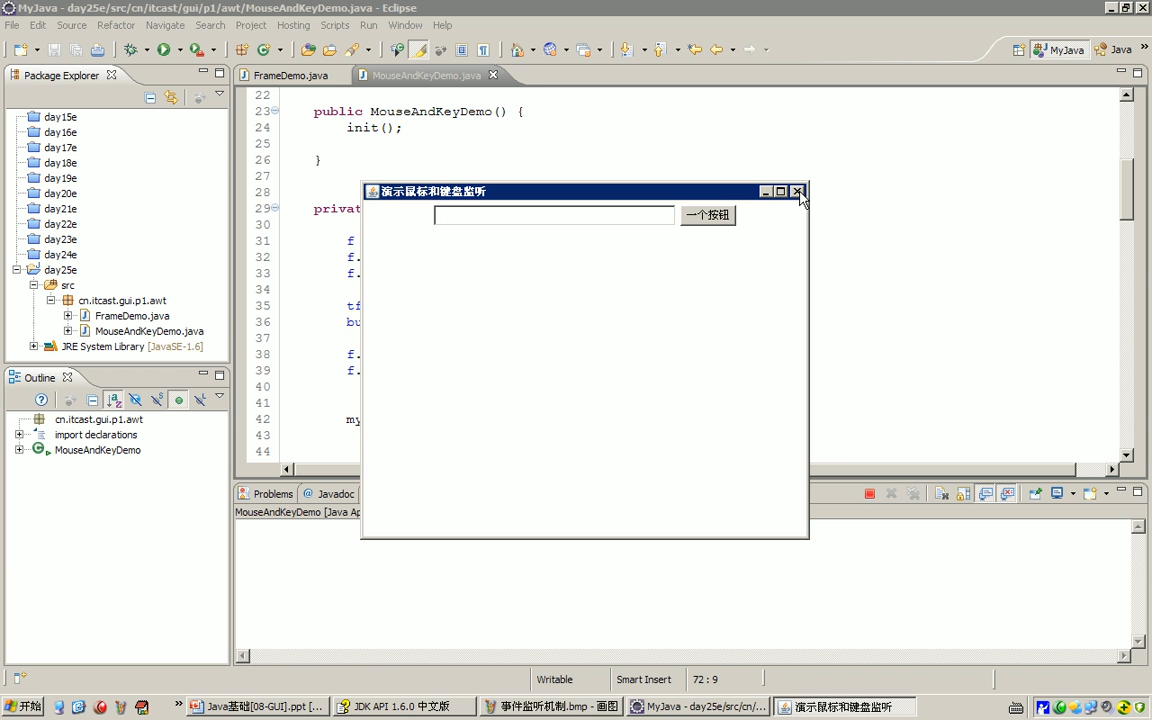 MyJava - day25e/src/cn/itcast/gui/p1/awt/MouseAndKeyDemo.java - Eclipse
File Edit Source Refactor Navigate Search Project Hosting Scripts Run Window Help
MyJava Java »
Package Explorer
FrameDemo.java
MouseAndKeyDemo.java
day15e
day16e
day17e
day18e
day19e
day20e
day21e
day22e
day23e
day24e
day25e
src
cn.itcast.gui.p1.awt
FrameDemo.java
MouseAndKeyDemo.java
JRE System Library [JavaSE-1.6]
22
23 public MouseAndKeyDemo() {
24 init();
25
26 }
27
28
29 priva
30
31 f
32 f.
33 f.
34
35 tf
36 bu
37
38 f.
39 f.
40
41
42 my
43
44
演示鼠标和键盘监听
一个按钮
Outline
cn.itcast.gui.p1.awt
import declarations
MouseAndKeyDemo
Problems @ Javadoc
MouseAndKeyDemo [Java Ap
Writable Smart Insert 72 : 9
开始 » Java基础[08-GUI].ppt [... JDK API 1.6.0 中文版 事件监听机制.bmp - 画图 MyJava - day25e/src/cn/... 演示鼠标和键盘监听